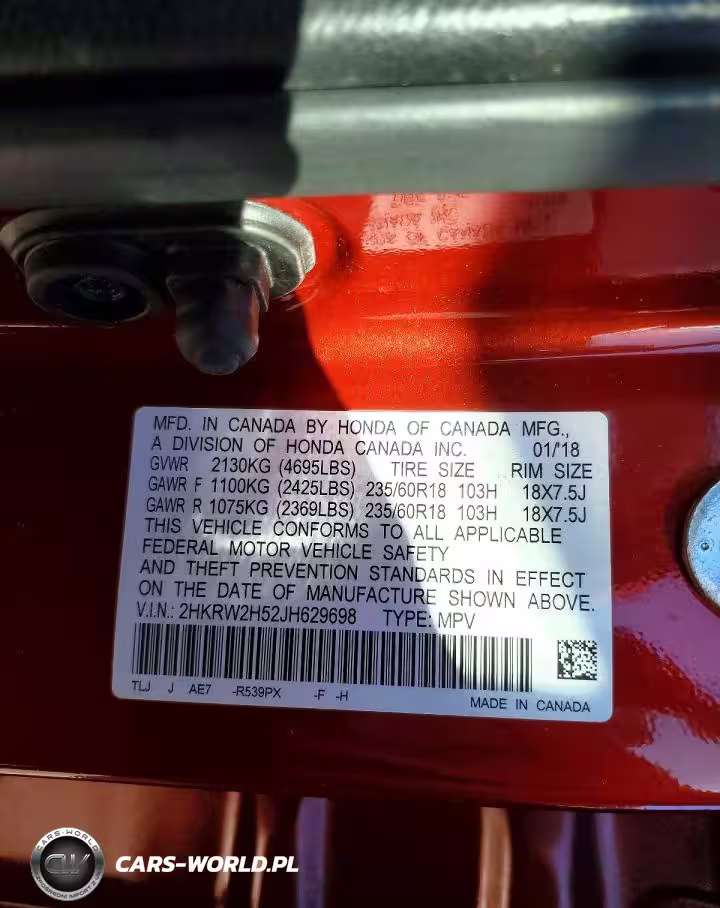 MFD. IN CANADA BY HONDA OF CANADA MFG.,
A DIVISION OF HONDA CANADA INC. 01/'18
GVWR 2130KG (4695LBS) TIRE SIZE RIM SIZE
GAWR F 1100KG (2425LBS) 235/60R18 103H 18X7.5J
GAWR R 1075KG (2369LBS) 235/60R18 103H 18X7.5J
THIS VEHICLE CONFORMS TO ALL APPLICABLE
FEDERAL MOTOR VEHICLE SAFETY
AND THEFT PREVENTION STANDARDS IN EFFECT
ON THE DATE OF MANUFACTURE SHOWN ABOVE.
V.I.N.: 2HKRW2H52JH629698 TYPE: MPV
TLJ J AE7 -R539PX -F -H
MADE IN CANADA
CARS-WORLD
CW
CARS-WORLD.PL